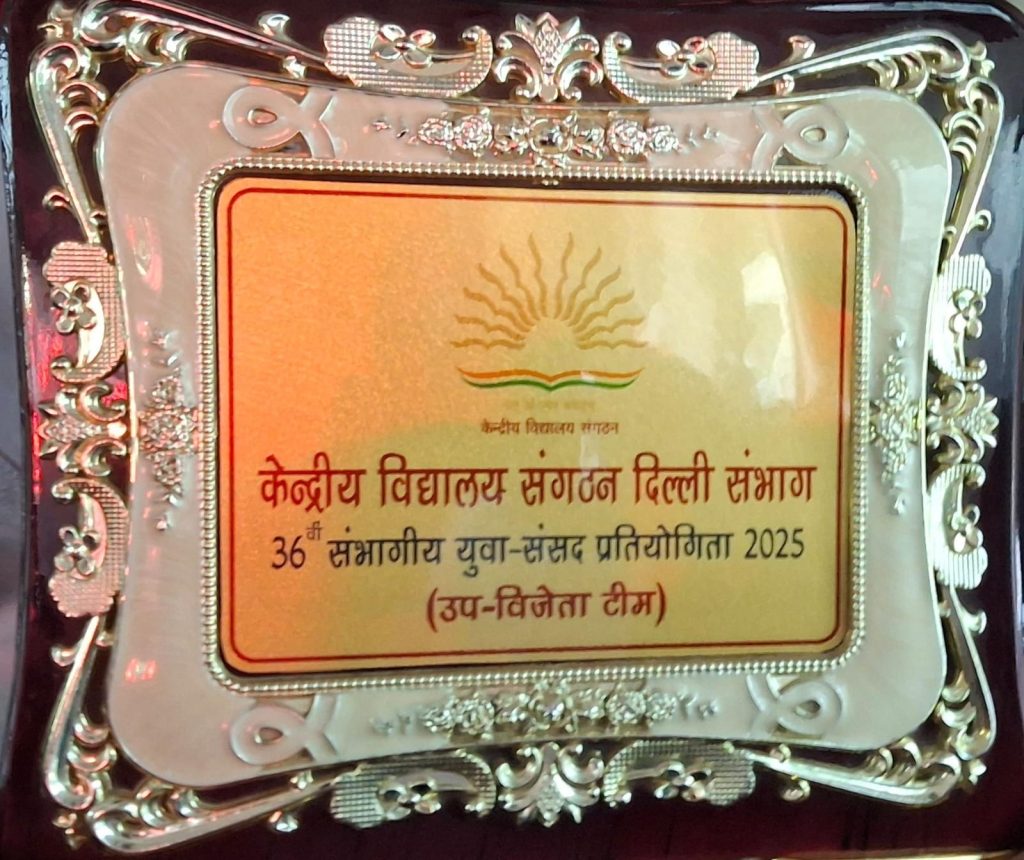 केन्द्रीय विद्यालय संगठन
केन्द्रीय विद्यालय संगठन दिल्ली संभाग
36वी संभागीय युवा-संसद प्रतियोगिता 2025
(उप-विजेता टीम)